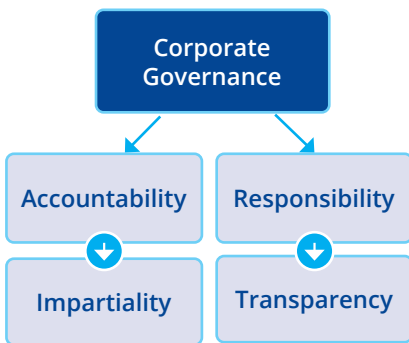 Corporate
Governance
Accountability
Responsibility
Impartiality
Transparency